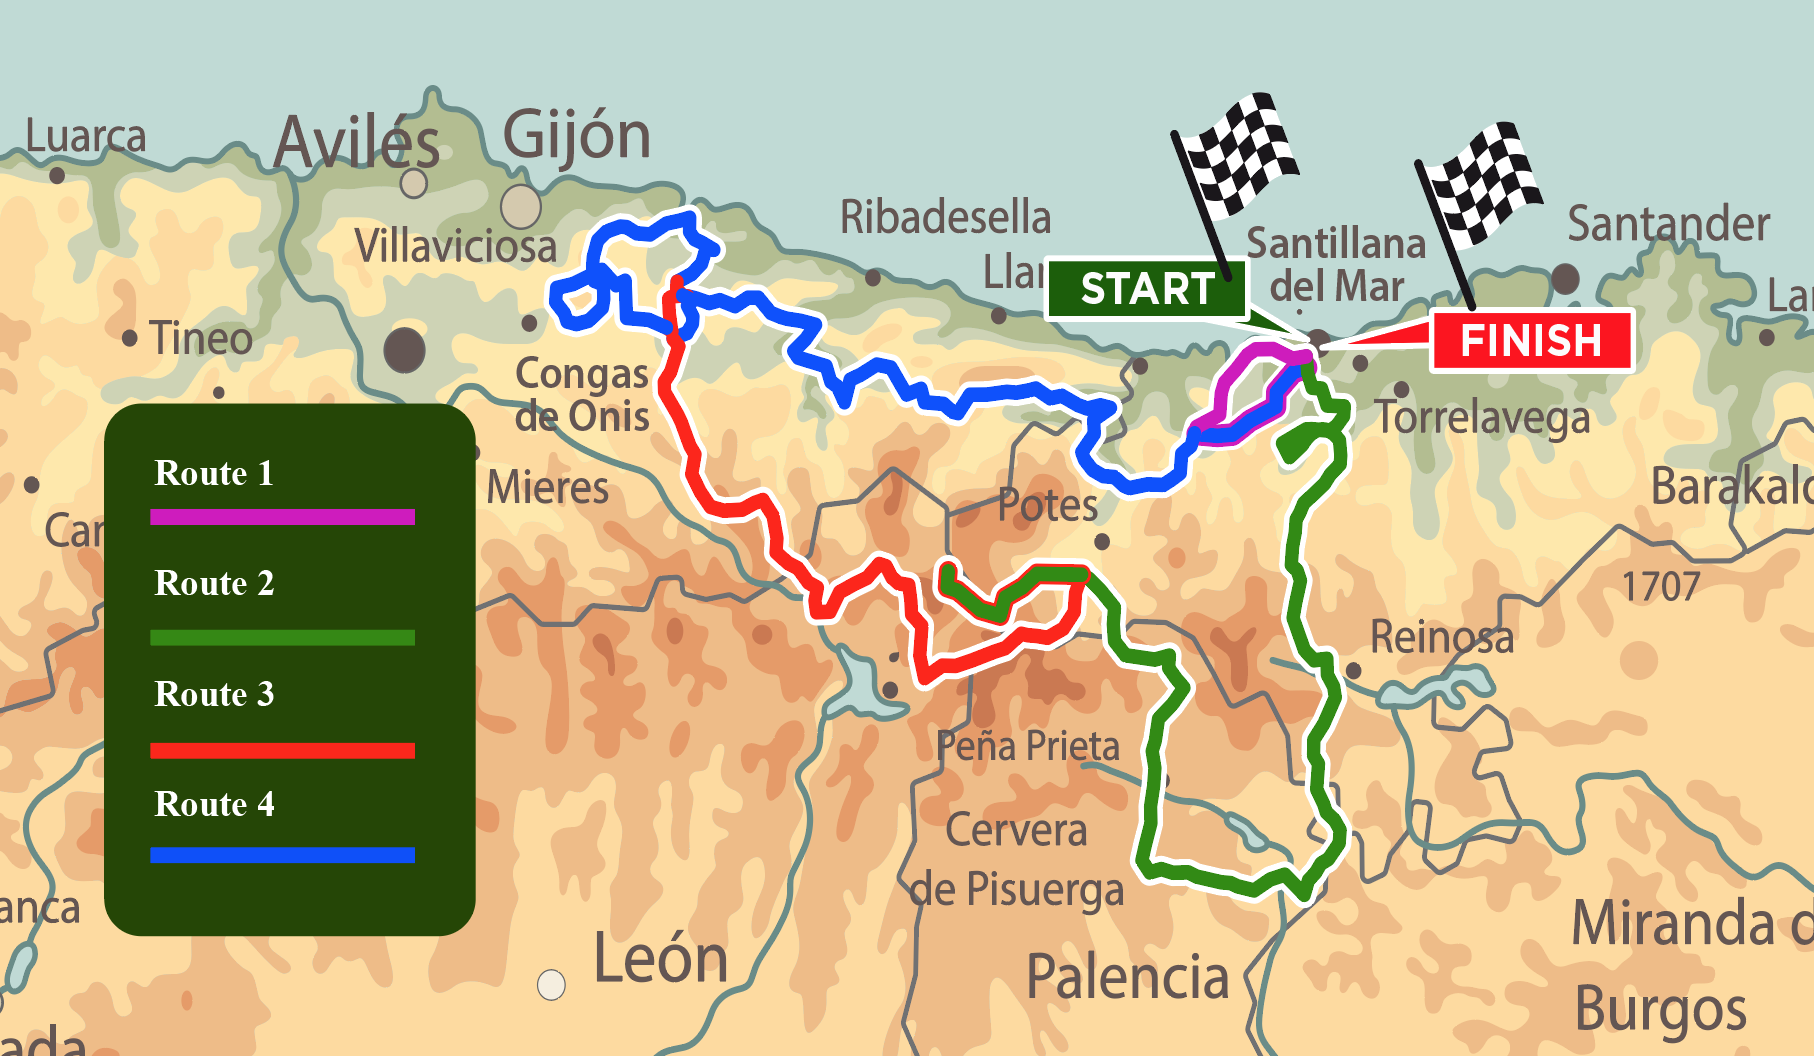 Luarca
Avilés
Gijón
Villaviciosa
Ribadesella
Santillana
del Mar
Santander
START
FINISH
Tineo
Congas
de Onis
Torrelavega
Mieres
Potes
Route 1
Route 2
Route 3
Route 4
1707
Reinosa
Peña Prieta
Cervera
de Pisuerga
León
Palencia
Burgos
Llan
Lar
Barakaldo
Car
anca
Miranda d
ada